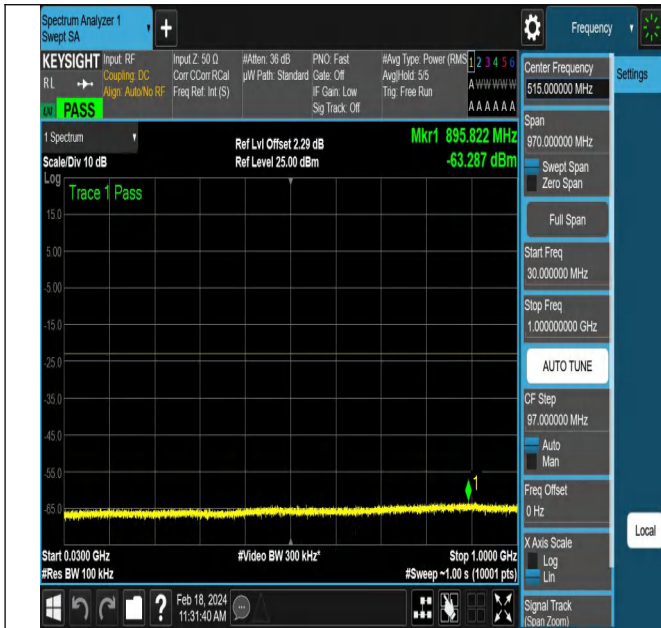 Spectrum Analyzer 1
Swept SA
+
Frequency
KEYSIGHT
RL
PASS
Input: RF
Coupling: DC
Align: Auto/No RF
Input Z: 50 Ω
Corr CCorr RCal
Freq Ref: Int (S)
#Atten: 36 dB
µW Path: Standard
PNO: Fast
Gate: Off
IF Gain: Low
Sig Track: Off
#Avg Type: Power (RMS
Avg|Hold: 5/5
Trig: Free Run
1 2 3 4 5 6
A W W W W W
A A A A A A
1 Spectrum
Scale/Div 10 dB
Log
Ref Lvl Offset 2.29 dB
Ref Level 25.00 dBm
Mkr1 895.822 MHz
-63.287 dBm
Trace 1 Pass
15.0
5.00
-5.00
-15.0
-25.0
-35.0
-45.0
-55.0
-65.0
1
Start 0.0300 GHz
#Res BW 100 kHz
#Video BW 300 kHz*
Stop 1.0000 GHz
#Sweep ~1.00 s (10001 pts)
Feb 18, 2024
11:31:40 AM
?
Center Frequency
515.000000 MHz
Settings
Span
970.000000 MHz
Swept Span
Zero Span
Full Span
Start Freq
30.000000 MHz
Stop Freq
1.000000000 GHz
AUTO TUNE
CF Step
97.000000 MHz
Auto
Man
Freq Offset
0 Hz
X Axis Scale
Log
Lin
Local
Signal Track
(Span Zoom)